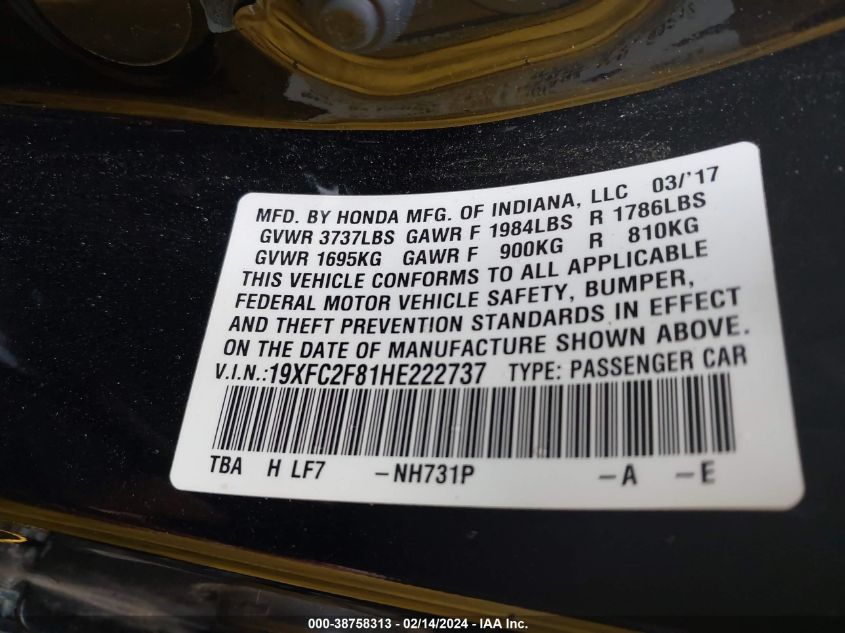 MFD. BY HONDA MFG. OF INDIANA, LLC 03/'17
GVWR 3737LBS GAWR F 1984LBS R 1786LBS
GVWR 1695KG GAWR F 900KG R 810KG
THIS VEHICLE CONFORMS TO ALL APPLICABLE
FEDERAL MOTOR VEHICLE SAFETY, BUMPER,
AND THEFT PREVENTION STANDARDS IN EFFECT
ON THE DATE OF MANUFACTURE SHOWN ABOVE.
V.I.N.:19XFC2F81HE222737 TYPE: PASSENGER CAR
TBA H LF7 –NH731P –A –E
000-38758313 - 02/14/2024 - IAA Inc.